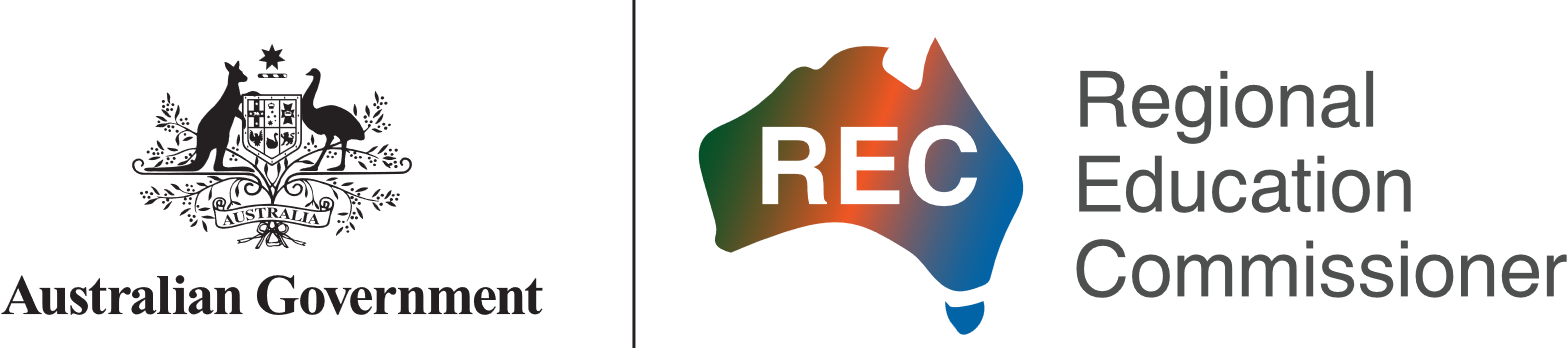 AUSTRALIA
Australian Government
REC
Regional
Education
Commissioner